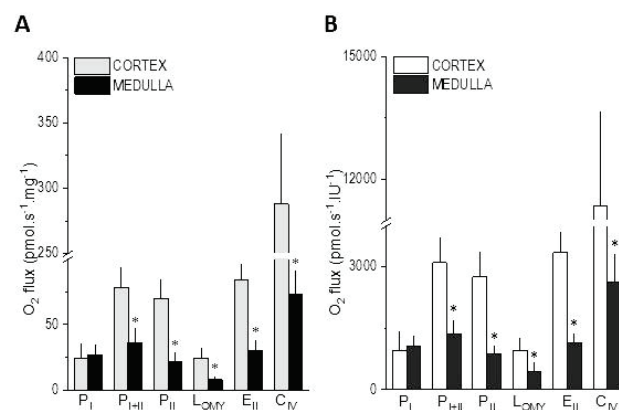 A
400
350
300
250
50
25
0
O2 flux (pmol.s-1.mg-1)
CORTEX
MEDULLA
*
*
*
*
*
PI
PI+II
PII
LOMY
EII
CIV
B
15000
12000
3000
0
O2 flux (pmol.s-1.IU-1)
CORTEX
MEDULLA
*
*
*
*
*
PI
PI+II
PII
LOMY
EII
CIV